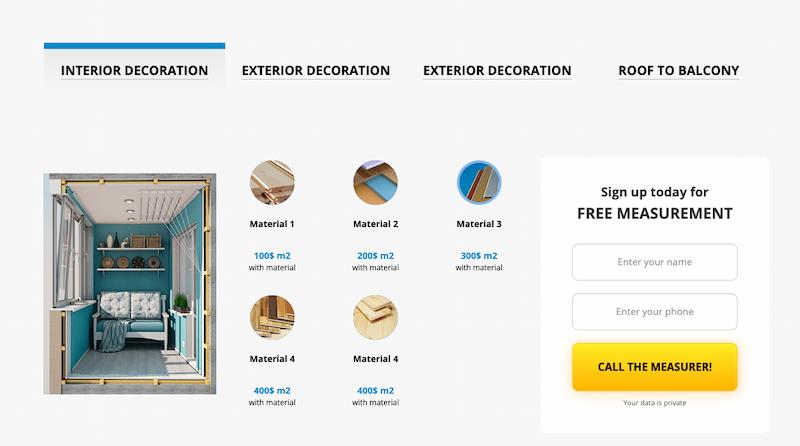 INTERIOR DECORATION
EXTERIOR DECORATION
EXTERIOR DECORATION
ROOF TO BALCONY
Material 1
100$ m2
with material
Material 2
200$ m2
with material
Material 3
300$ m2
with material
Material 4
400$ m2
with material
Material 4
400$ m2
with material
Sign up today for
FREE MEASUREMENT
Enter your name
Enter your phone
CALL THE MEASURER!
Your data is private